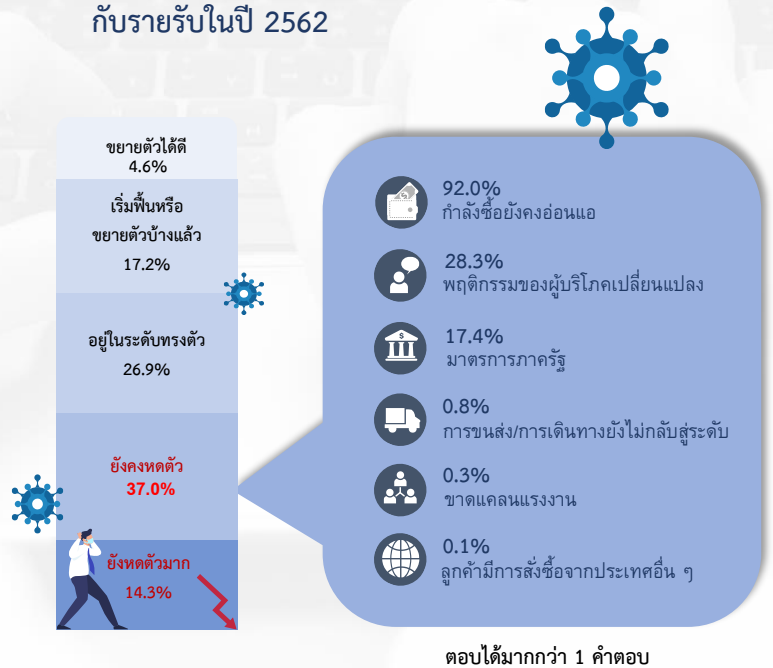 กับรายรับในปี 2562
ขยายตัวได้ดี
4.6%
เริ่มฟื้นหรือ
ขยายตัวบ้างแล้ว
17.2%
อยู่ในระดับทรงตัว
26.9%
ยังคงหดตัว
37.0%
ยังหดตัวมาก
14.3%
92.0%
กำลังซื้อยังคงอ่อนแอ
28.3%
พฤติกรรมของผู้บริโภคเปลี่ยนแปลง
17.4%
มาตรการภาครัฐ
0.8%
การขนส่ง/การเดินทางยังไม่กลับสู่ระดับ
0.3%
ขาดแคลนแรงงาน
0.1%
ลูกค้ามีการสั่งซื้อจากประเทศอื่น ๆ
ตอบได้มากกว่า 1 คำตอบ